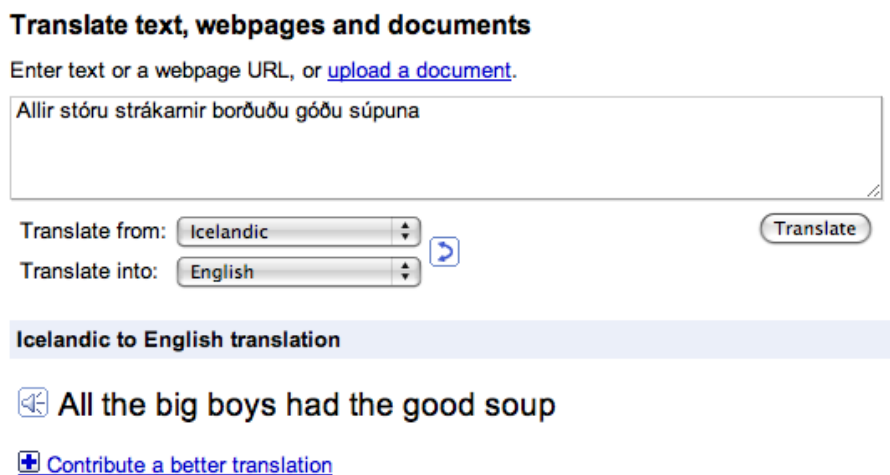 Translate text, webpages and documents
Enter text or a webpage URL, or upload a document.
Allir stóru strákarnir borðuðu góðu súpuna
Translate from: Icelandic
Translate
Translate into: English
Icelandic to English translation
All the big boys had the good soup
Contribute a better translation